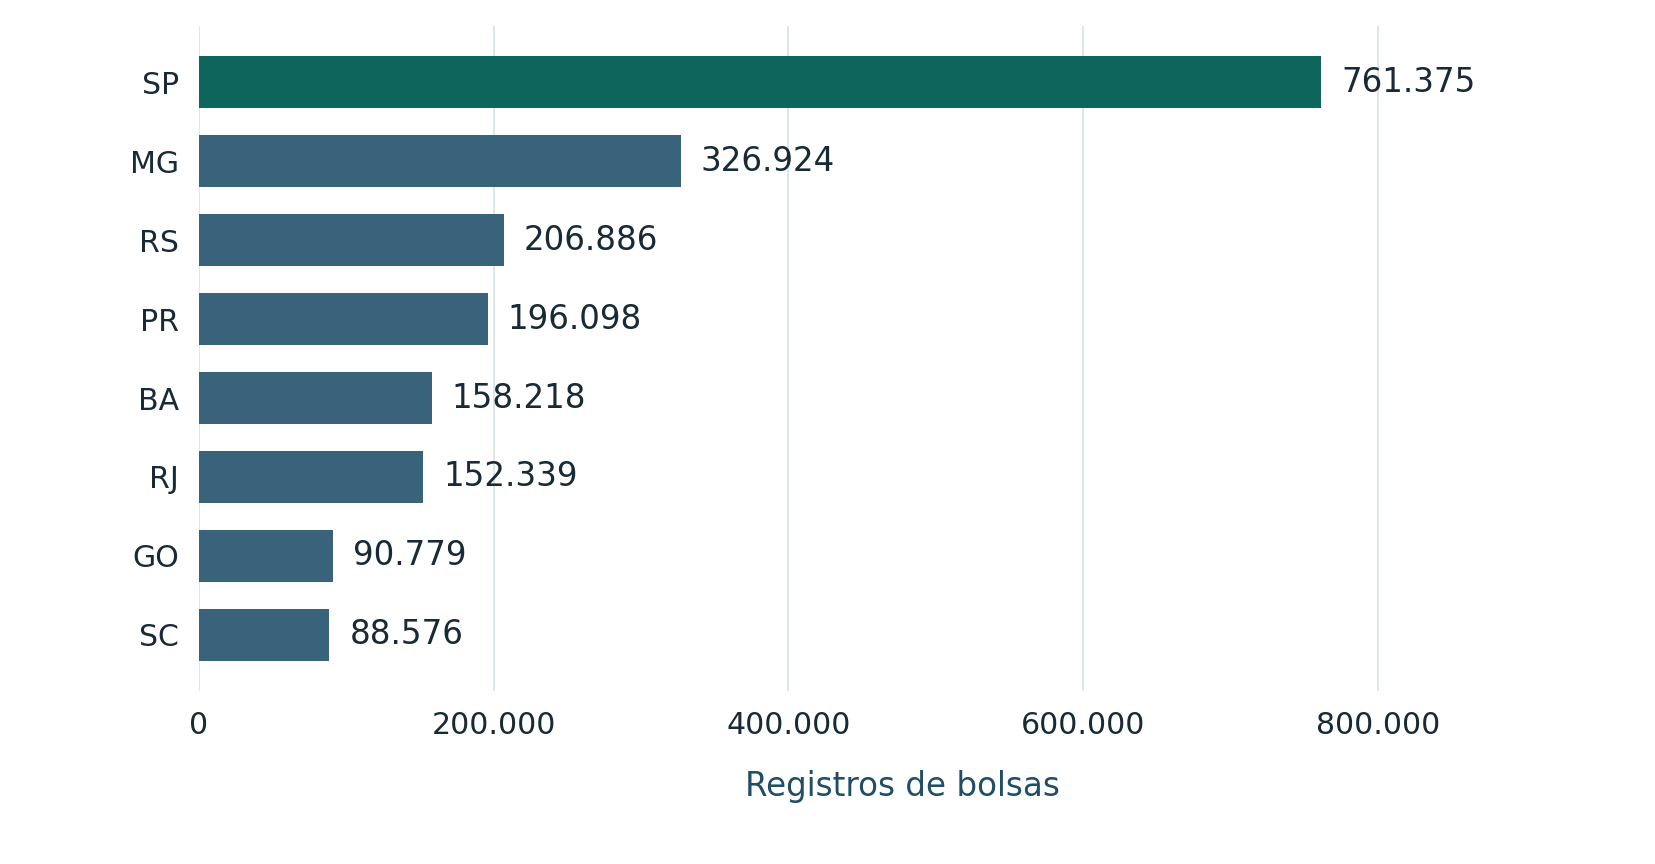 SP 761.375
MG 326.924
RS 206.886
PR 196.098
BA 158.218
RJ 152.339
GO 90.779
SC 88.576
0 200.000 400.000 600.000 800.000
Registros de bolsas